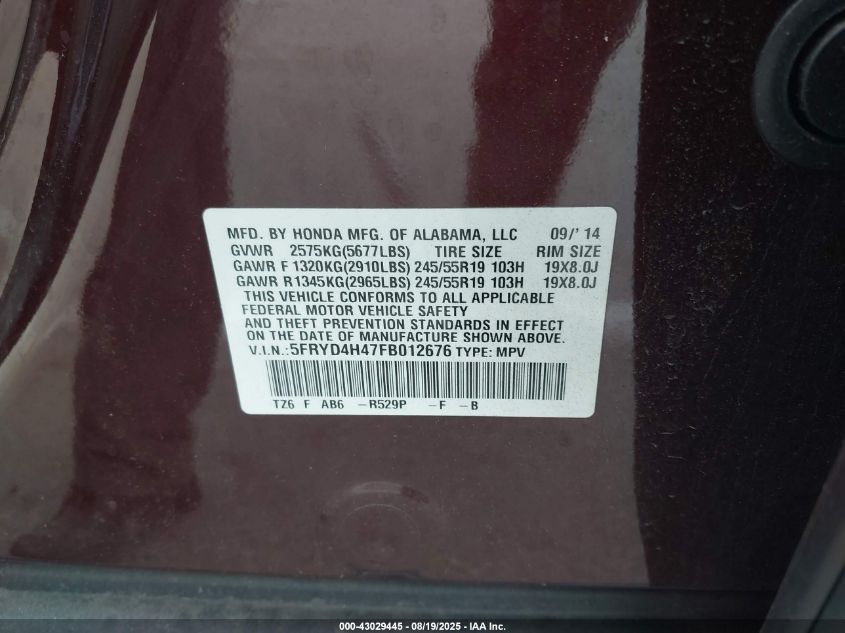 MFD. BY HONDA MFG. OF ALABAMA, LLC 09/' 14
GVWR 2575KG(5677LBS) TIRE SIZE RIM SIZE
GAWR F 1320KG(2910LBS) 245/55R19 103H 19X8.0J
GAWR R 1345KG(2965LBS) 245/55R19 103H 19X8.0J
THIS VEHICLE CONFORMS TO ALL APPLICABLE
FEDERAL MOTOR VEHICLE SAFETY
AND THEFT PREVENTION STANDARDS IN EFFECT
ON THE DATE OF MANUFACTURE SHOWN ABOVE.
V.I.N.: 5FRYD4H47FB012676 TYPE: MPV
TZ6 F AB6 -R529P -F -B
000-43029445 - 08/19/2025 - IAA Inc.